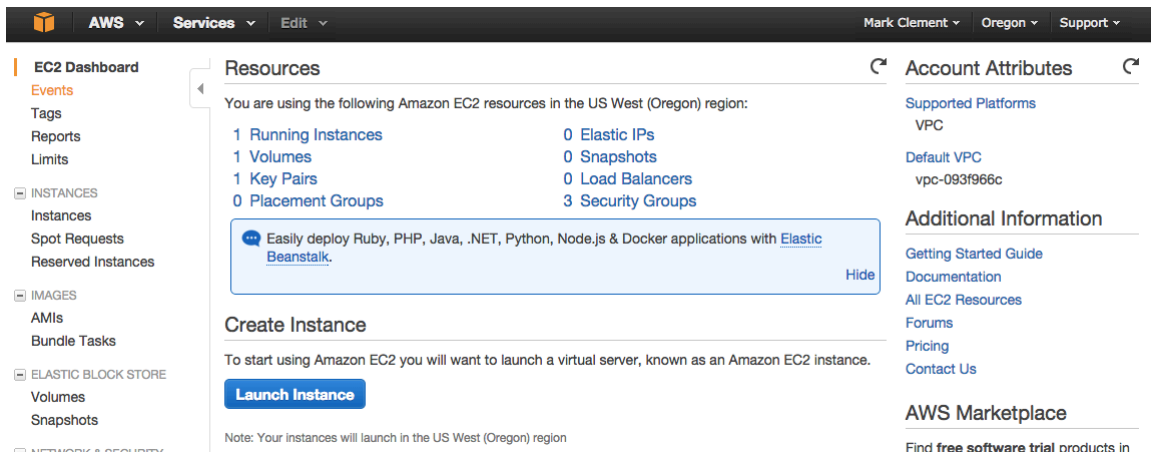 AWS Services Edit Mark Clement Oregon Support
EC2 Dashboard
Events
Tags
Reports
Limits
INSTANCES
Instances
Spot Requests
Reserved Instances
IMAGES
AMIs
Bundle Tasks
ELASTIC BLOCK STORE
Volumes
Snapshots
NETWORK & SECURITY
Resources
You are using the following Amazon EC2 resources in the US West (Oregon) region:
1 Running Instances 0 Elastic IPs
1 Volumes 0 Snapshots
1 Key Pairs 0 Load Balancers
0 Placement Groups 3 Security Groups
Easily deploy Ruby, PHP, Java, .NET, Python, Node.js & Docker applications with Elastic
Beanstalk.
Hide
Create Instance
To start using Amazon EC2 you will want to launch a virtual server, known as an Amazon EC2 instance.
Launch Instance
Note: Your instances will launch in the US West (Oregon) region
Account Attributes
Supported Platforms
VPC
Default VPC
vpc-093f966c
Additional Information
Getting Started Guide
Documentation
All EC2 Resources
Forums
Pricing
Contact Us
AWS Marketplace
Find free software trial products in